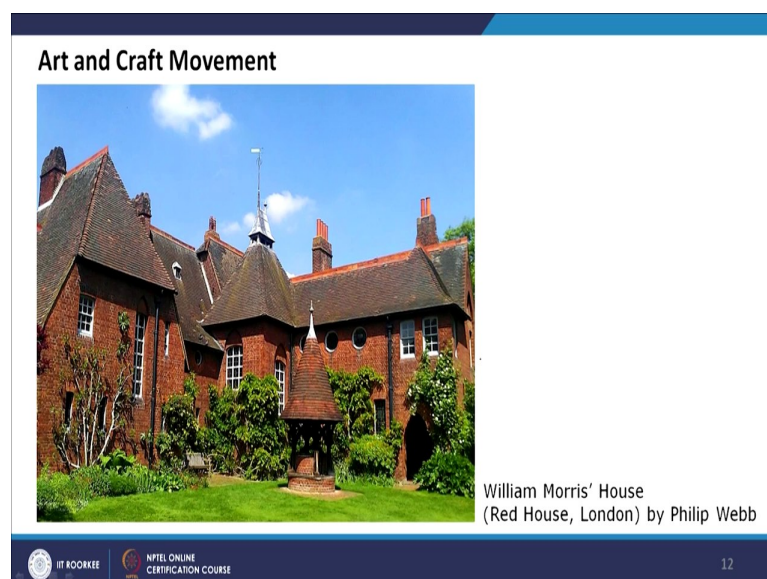 Art and Craft Movement
William Morris’ House
(Red House, London) by Philip Webb
IIT ROORKEE
NPTEL ONLINE
CERTIFICATION COURSE
12